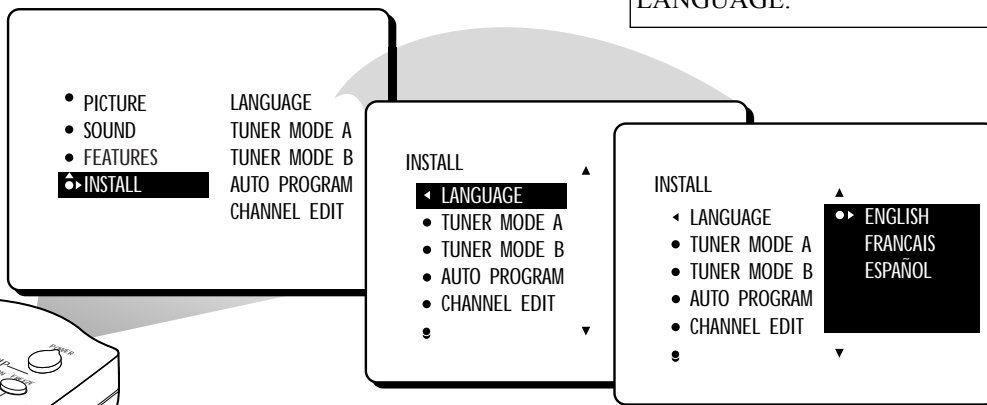 LANGUAGE.
PICTURE
SOUND
FEATURES
INSTALL
LANGUAGE
TUNER MODE A
TUNER MODE B
AUTO PROGRAM
CHANNEL EDIT
INSTALL
LANGUAGE
TUNER MODE A
TUNER MODE B
AUTO PROGRAM
CHANNEL EDIT
INSTALL
LANGUAGE
TUNER MODE A
TUNER MODE B
AUTO PROGRAM
CHANNEL EDIT
ENGLISH
FRANCAIS
ESPAÑOL
POWER